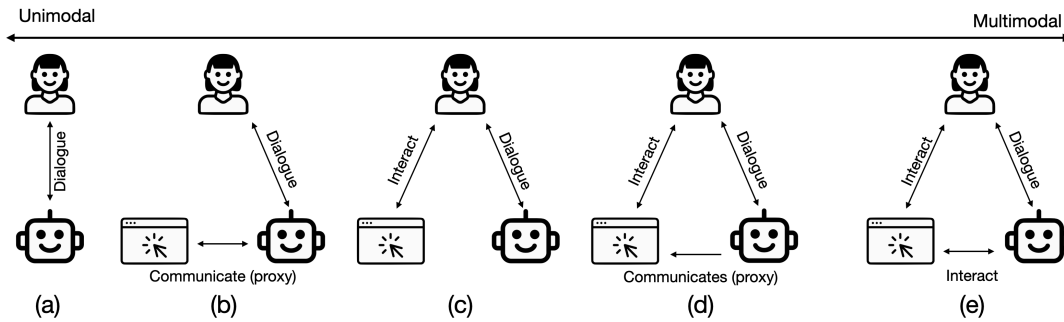 Unimodal
Multimodal
Dialogue
Dialogue
Interact
Dialogue
Interact
Dialogue
Interact
Dialogue
Communicate (proxy)
Communicates (proxy)
Interact
(a)
(b)
(c)
(d)
(e)